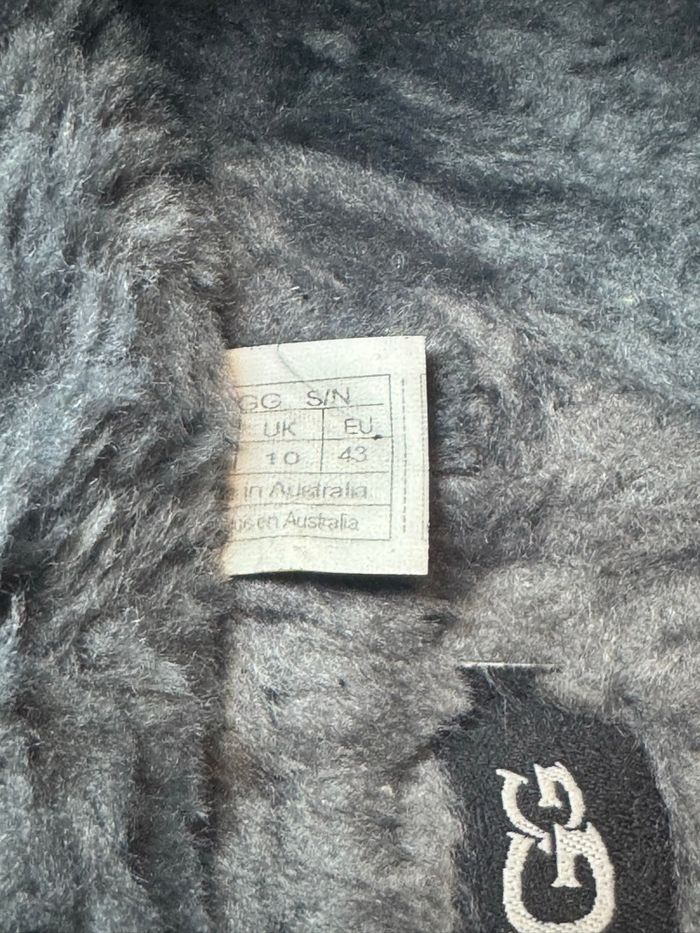 GG S/N
UK EU
10 43
in Australia
en Australia